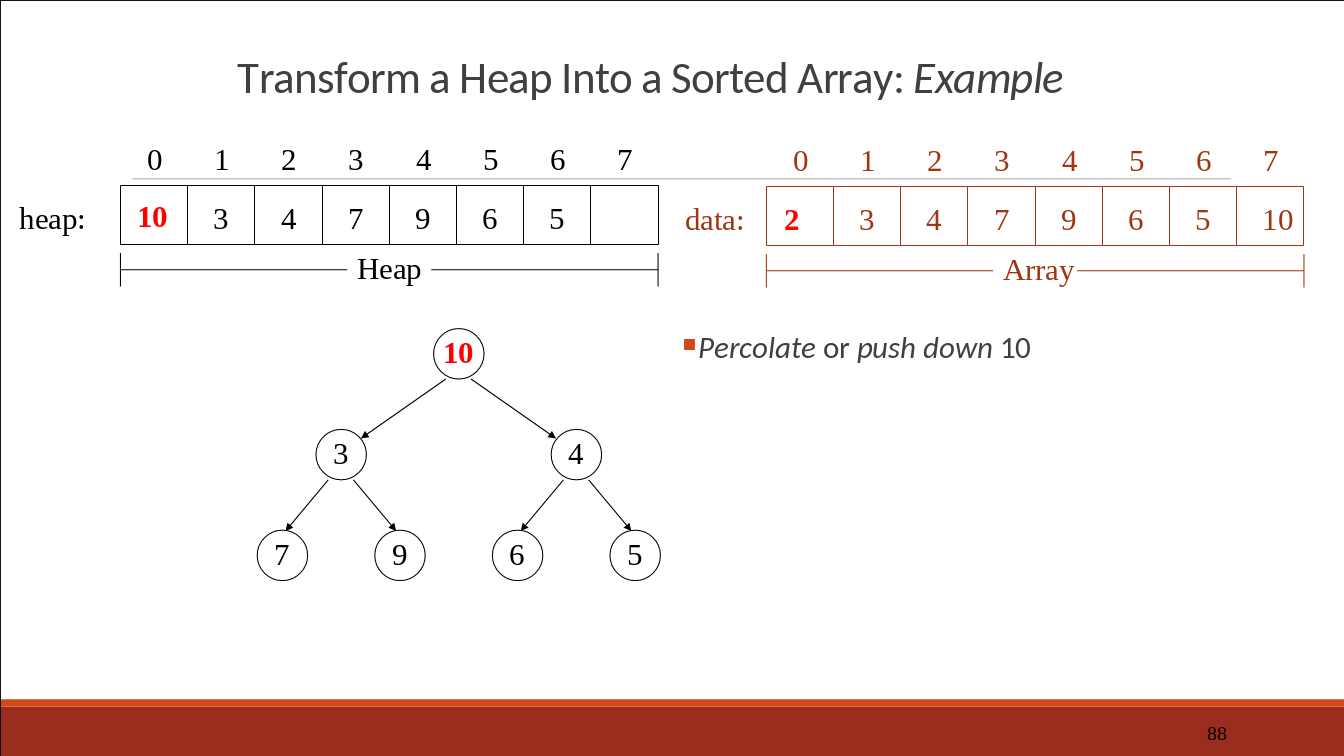 Transform a Heap Into a Sorted Array: Example
0 1 2 3 4 5 6 7
heap: 10 3 4 7 9 6 5
Heap
0 1 2 3 4 5 6 7
data: 2 3 4 7 9 6 5 10
Array
10
3 4
7 9 6 5
Percolate or push down 10
88